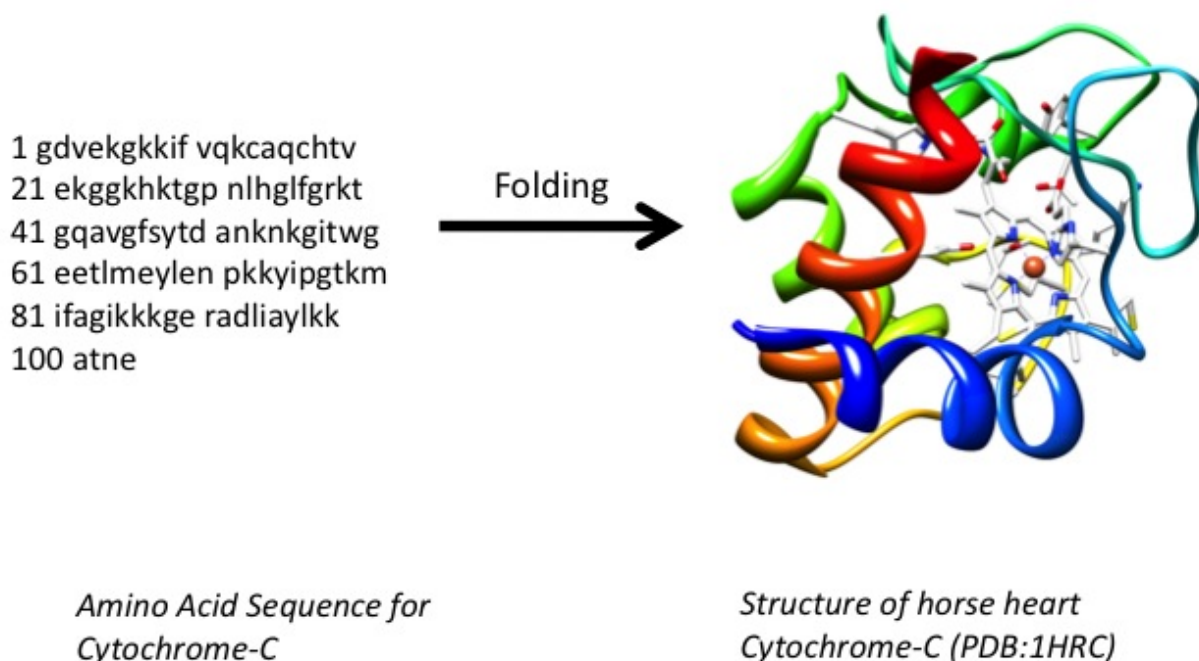 1 gdvekgkkif vqkcaqchtv
21 ekggkhktgp nlhglfgrkt
41 gqavgfsytd anknkgitwg
61 eetlmeylen pkkyipgtkm
81 ifagikkkge radliaylkk
100 atne
Folding
Amino Acid Sequence for
Cytochrome-C
Structure of horse heart
Cytochrome-C (PDB:1HRC)